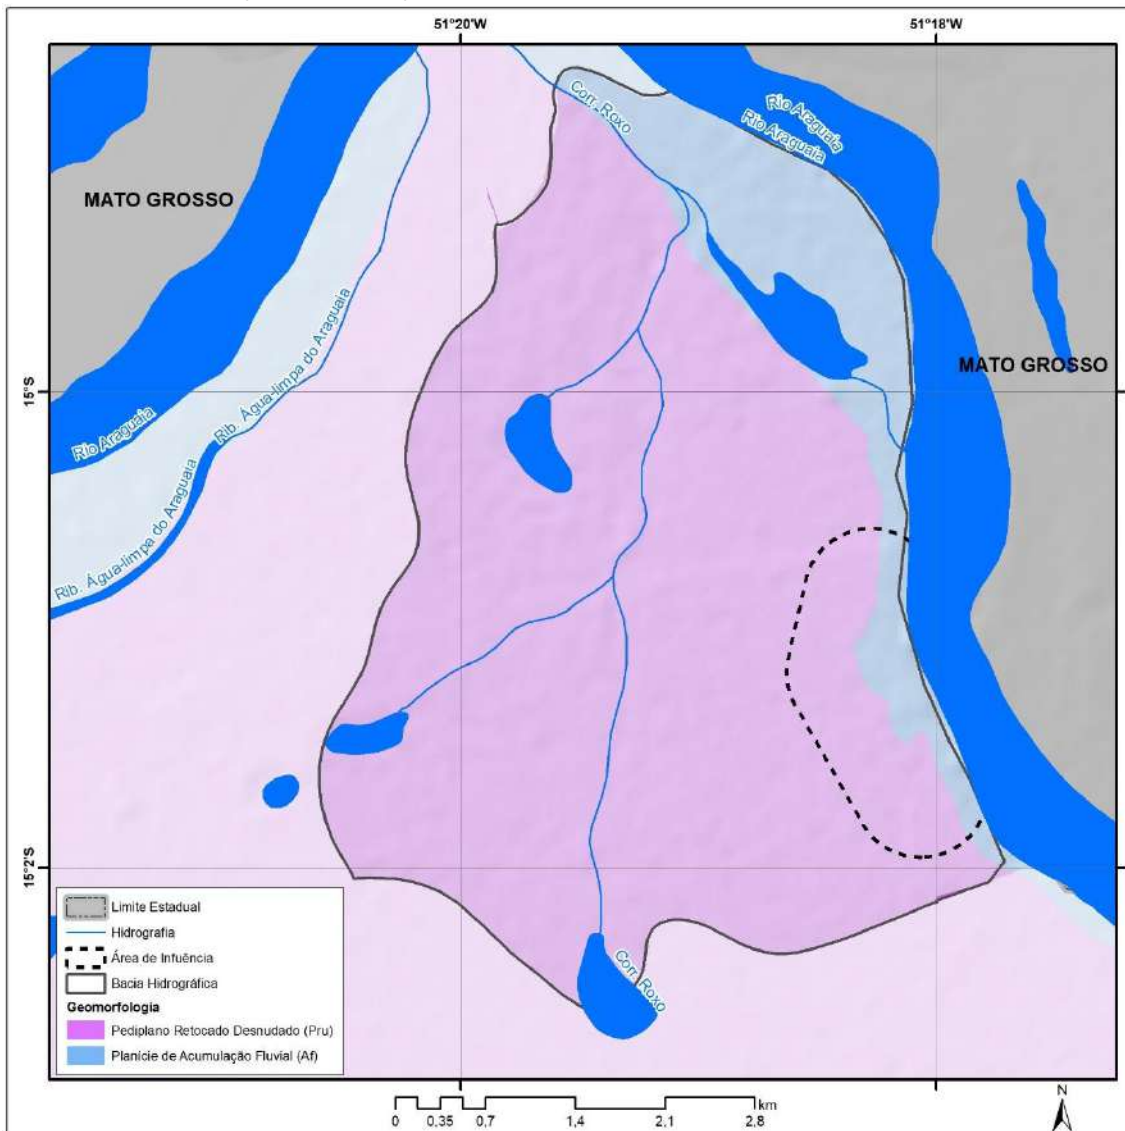 51°20'W
51°18'W
Corr. Roxo
Rio Araguaia
Rio Araguaia
MATO GROSSO
MATO GROSSO
15°S
Rio Araguaia
Rib. Água-limpa do Araguaia
Rib. Água-limpa do Araguaia
15°2'S
Corr. Roxo
Limite Estadual
Hidrografia
Área de Infuência
Bacia Hidrográfica
Geomorfologia
Pediplano Retocado Desnudado (Pru)
Planície de Acumulação Fluvial (Af)
km
0 0,35 0,7 1,4 2,1 2,8
N